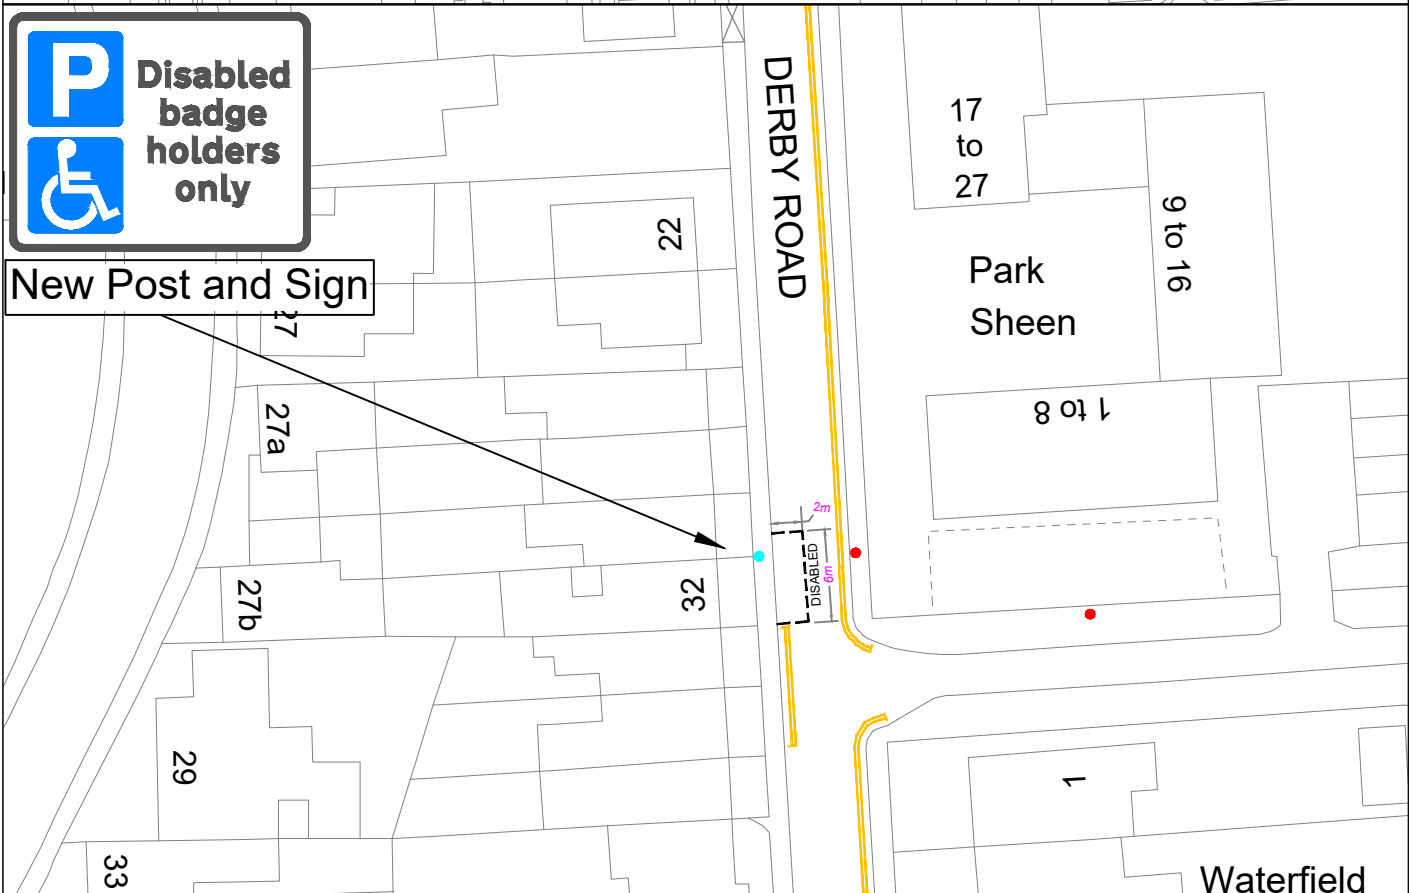 P
Disabled
badge
holders
only
New Post and Sign
DERBY ROAD
17
to
27
9 to 16
22
Park
Sheen
27
1 to 8
27a
2m
DISABLED
6m
32
27b
29
1
33
Waterfield